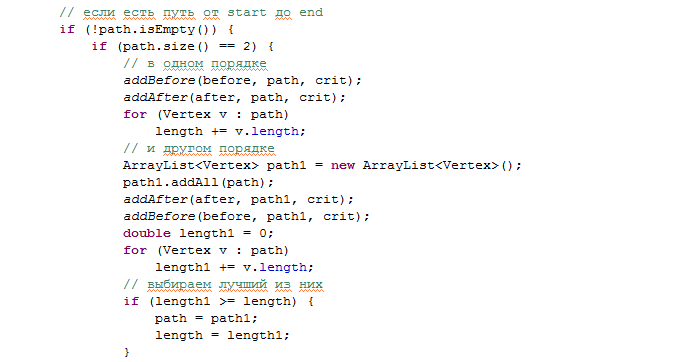 // если есть путь от start до end
if (!path.isEmpty()) {
if (path.size() == 2) {
// в одном порядке
addBefore(before, path, crit);
addAfter(after, path, crit);
for (Vertex v : path)
length += v.length;
// и другом порядке
ArrayList<Vertex> path1 = new ArrayList<Vertex>();
path1.addAll(path);
addAfter(after, path1, crit);
addBefore(before, path1, crit);
double length1 = 0;
for (Vertex v : path)
length1 += v.length;
// выбираем лучший из них
if (length1 >= length) {
path = path1;
length = length1;
}